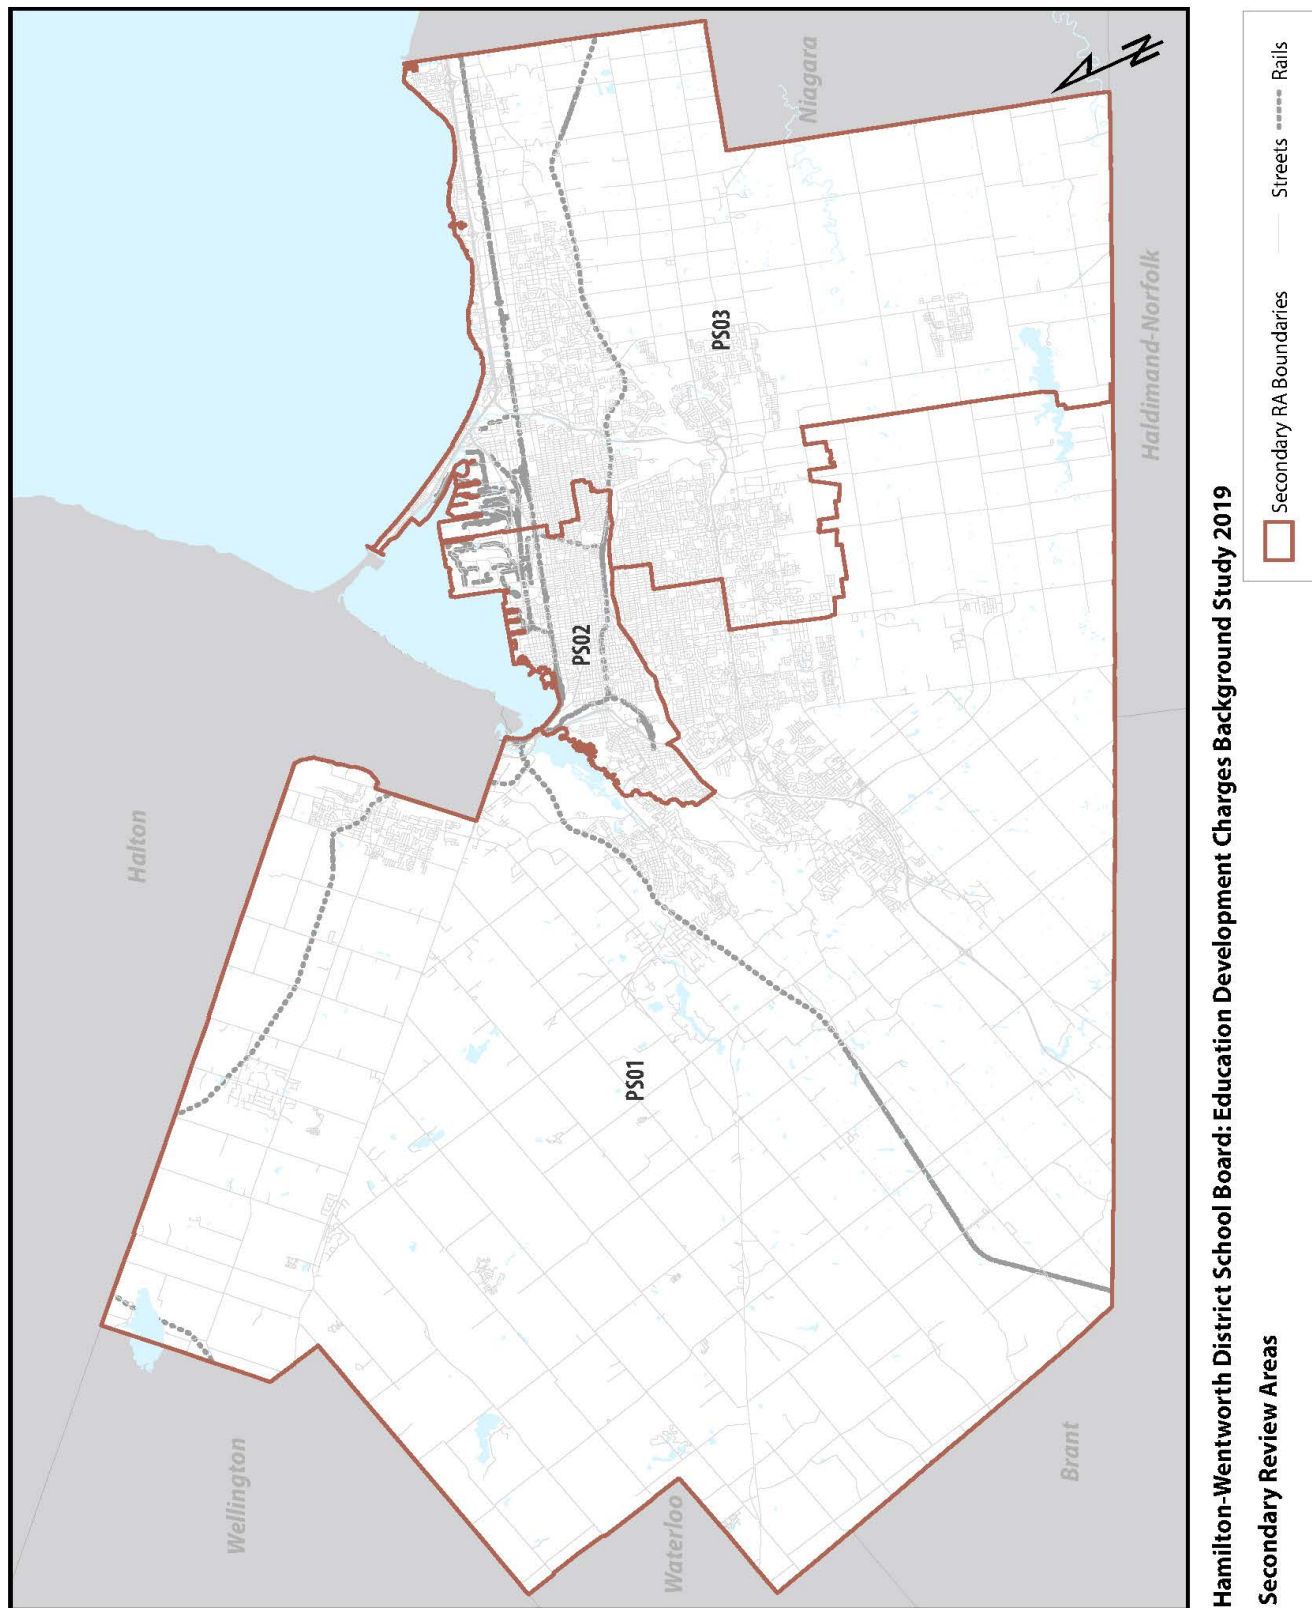 Halton
Wellington
Niagara
PS03
PS02
PS01
Waterloo
Brant
Haldimand-Norfolk
N
Hamilton-Wentworth District School Board: Education Development Charges Background Study 2019
Secondary Review Areas
Secondary RA Boundaries
Streets
Rails